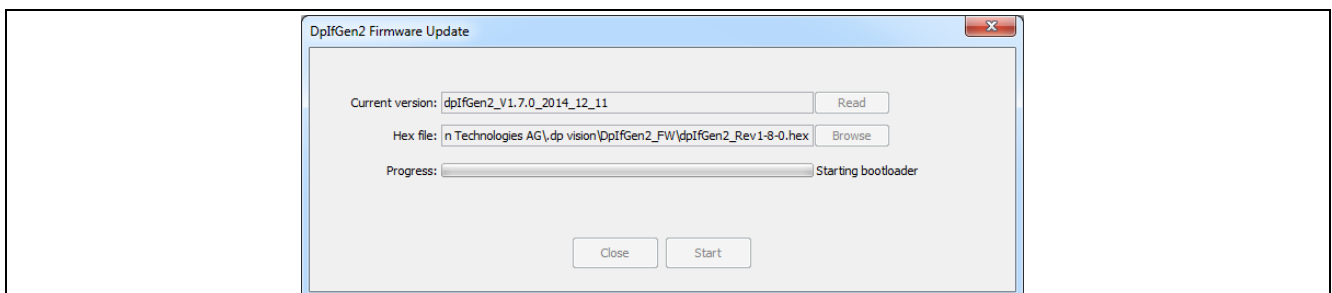 DpIfGen2 Firmware Update
Current version: dpIfGen2_V1.7.0_2014_12_11 Read
Hex file: n Technologies AG\.dp vision\DpIfGen2_FW\dpIfGen2_Rev1-8-0.hex Browse
Progress: Starting bootloader
Close Start